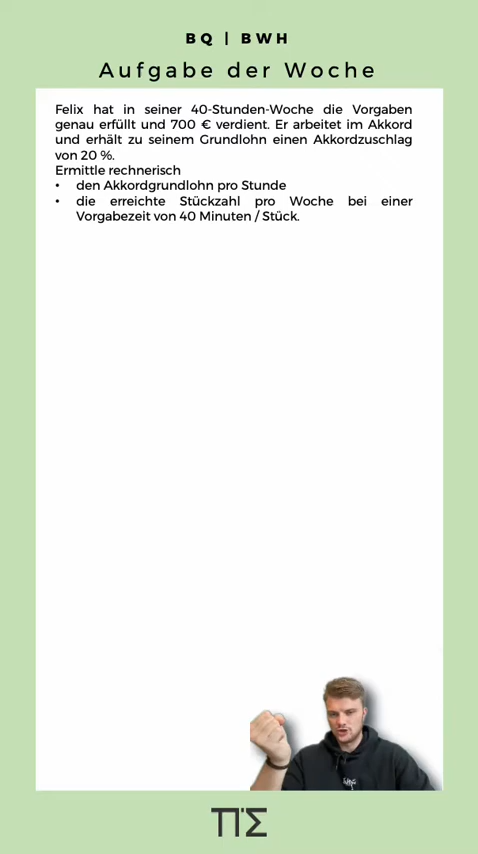 BQ | BWH
Aufgabe der Woche
Felix hat in seiner 40-Stunden-Woche die Vorgaben
genau erfüllt und 700 € verdient. Er arbeitet im Akkord
und erhält zu seinem Grundlohn einen Akkordzuschlag
von 20 %.
Ermittle rechnerisch
• den Akkordgrundlohn pro Stunde
• die erreichte Stückzahl pro Woche bei einer
Vorgabezeit von 40 Minuten / Stück.